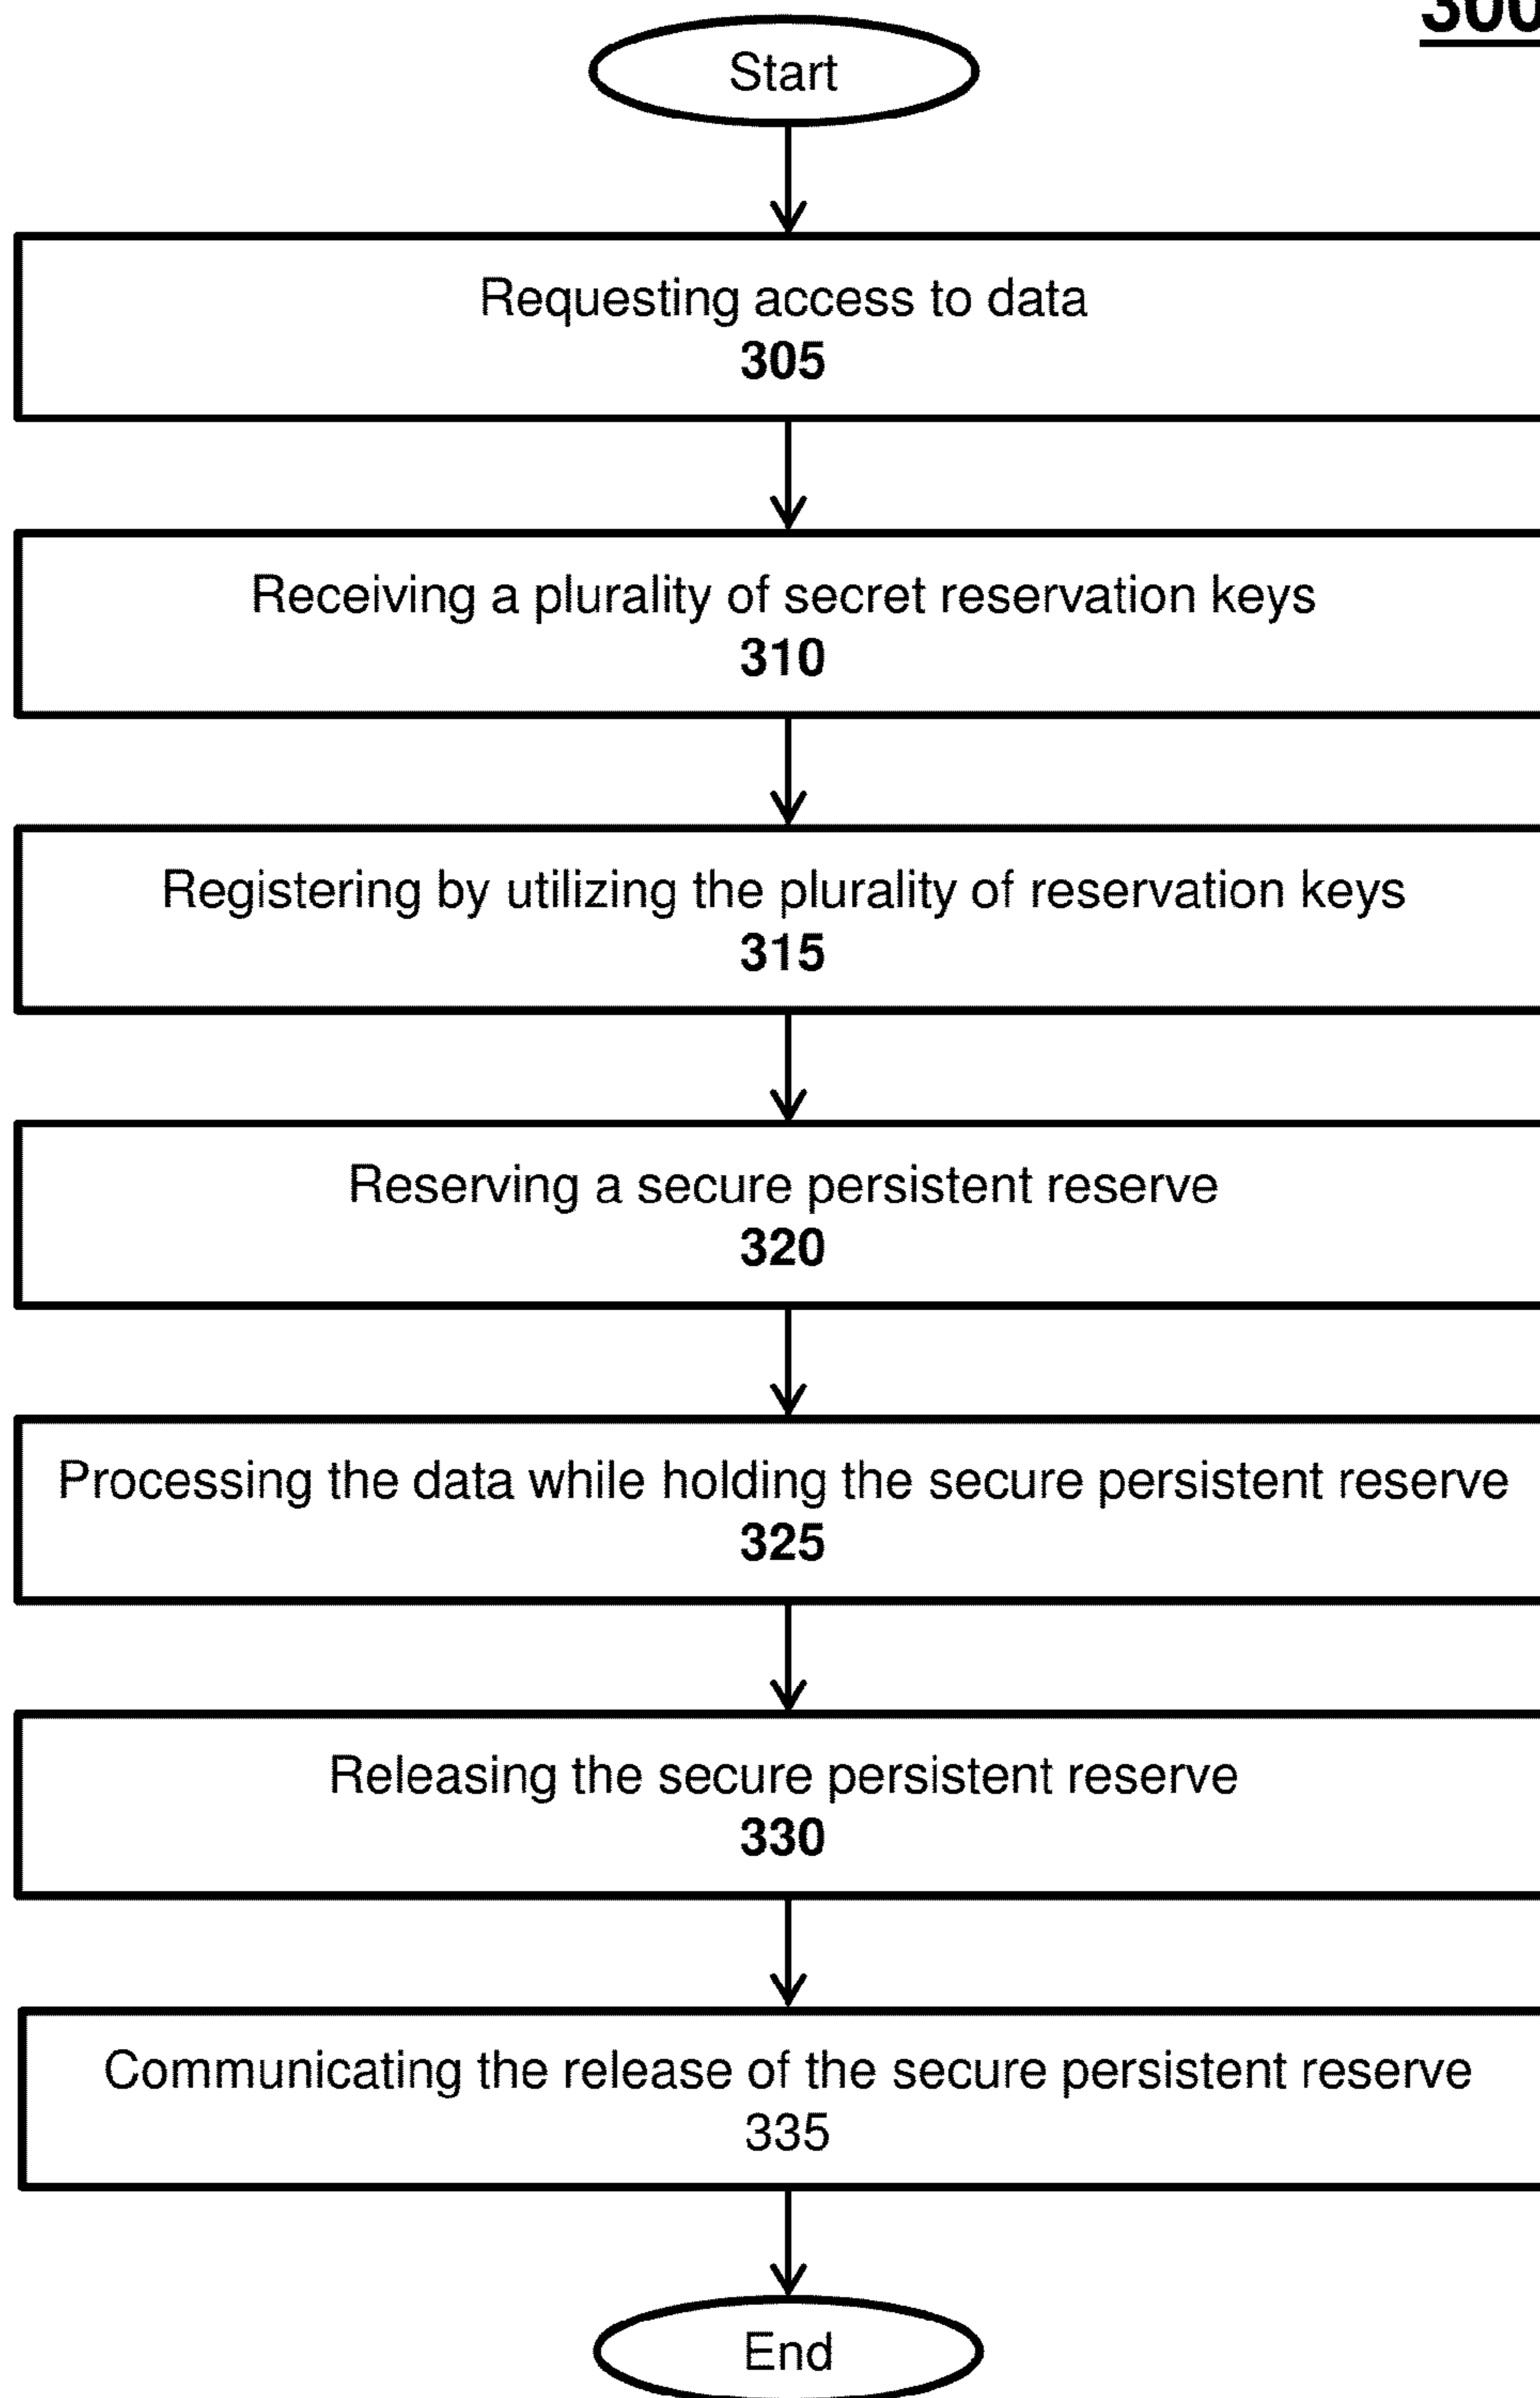 300
Start
Requesting access to data
305
Receiving a plurality of secret reservation keys
310
Registering by utilizing the plurality of reservation keys
315
Reserving a secure persistent reserve
320
Processing the data while holding the secure persistent reserve
325
Releasing the secure persistent reserve
330
Communicating the release of the secure persistent reserve
335
End